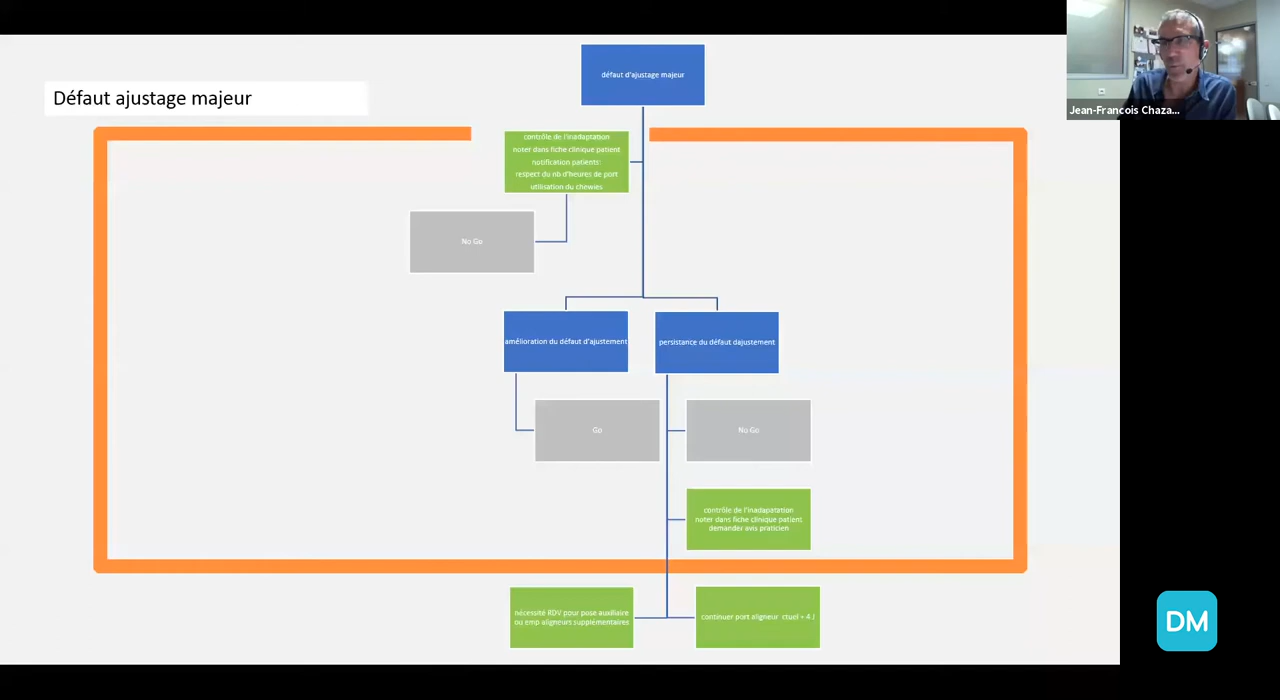 défaut d'ajustage majeur
Défaut ajustage majeur
Jean-Francois Chaza...
contrôle de l'inadaptation
noter dans fiche clinique patient
notification patients:
respect du nb d'heures de port
utilisation du chewies
No Go
amélioration du défaut d'ajustement
persistance du défaut dajustement
Go
No Go
contrôle de l'inadapatation
noter dans fiche clinique patient
demander avis praticien
nécessité RDV pour pose auxiliaire
ou emp aligneurs supplémentaires
continuer port aligneur
DM